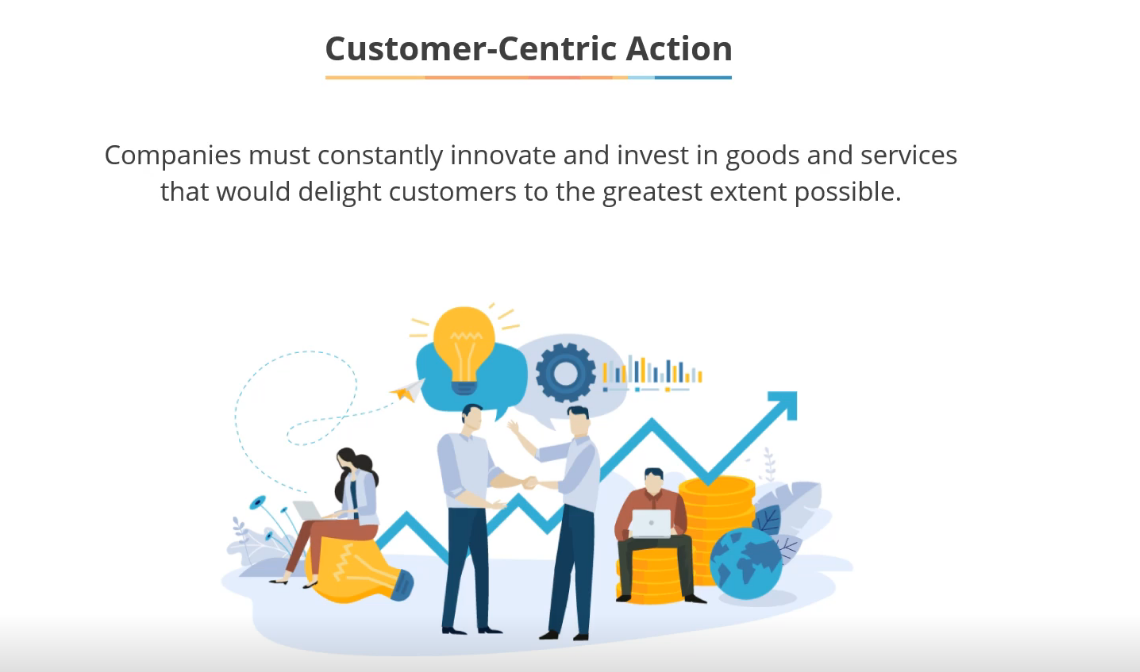 Customer-Centric Action
Companies must constantly innovate and invest in goods and services
that would delight customers to the greatest extent possible.